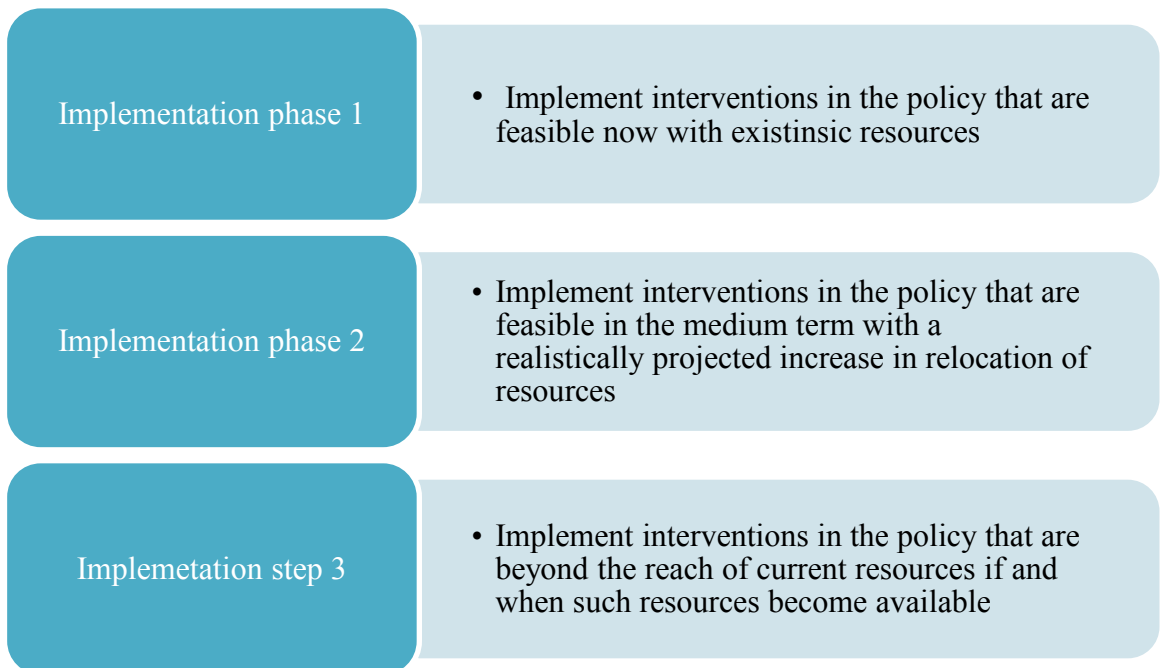 Implementation phase 1
• Implement interventions in the policy that are
feasible now with existinsic resources
Implementation phase 2
• Implement interventions in the policy that are
feasible in the medium term with a
realistically projected increase in relocation of
resources
Implemetation step 3
• Implement interventions in the policy that are
beyond the reach of current resources if and
when such resources become available